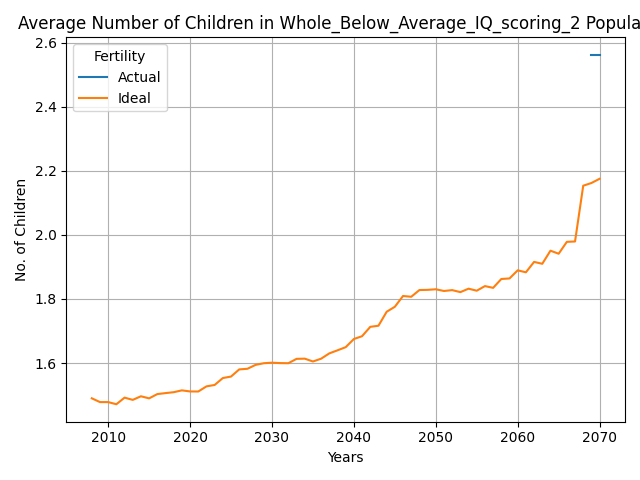 Average Number of Children in Whole_Below_Average_IQ_scoring_2 Popula
2.6
Fertility
Actual
Ideal
2.4
2.2
2.0
1.8
1.6
No. of Children
2010 2020 2030 2040 2050 2060 2070
Years